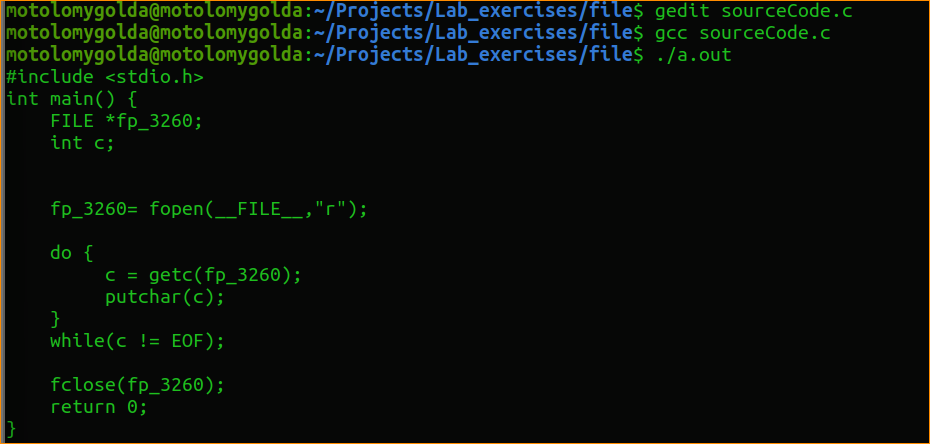 motolomygolda@motolomygolda:~/Projects/Lab_exercises/file$ gedit sourceCode.c
motolomygolda@motolomygolda:~/Projects/Lab_exercises/file$ gcc sourceCode.c
motolomygolda@motolomygolda:~/Projects/Lab_exercises/file$ ./a.out
#include <stdio.h>
int main() {
    FILE *fp_3260;
    int c;
    fp_3260= fopen(__FILE__,"r");
    do {
         c = getc(fp_3260);
         putchar(c);
    }
    while(c != EOF);
    fclose(fp_3260);
    return 0;
}